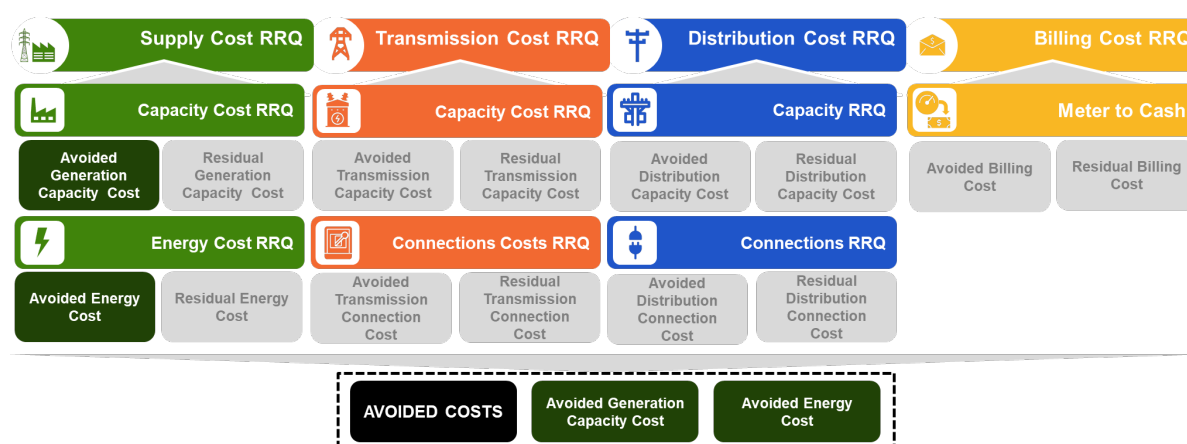 Supply Cost RRQ
Transmission Cost RRQ
Distribution Cost RRQ
Billing Cost RRQ
Capacity Cost RRQ
Capacity Cost RRQ
Capacity RRQ
Meter to Cash
Avoided
Generation
Capacity Cost
Residual
Generation
Capacity Cost
Avoided
Transmission
Capacity Cost
Residual
Transmission
Capacity Cost
Avoided
Distribution
Capacity Cost
Residual
Distribution
Capacity Cost
Avoided Billing
Cost
Residual Billing
Cost
Energy Cost RRQ
Connections Costs RRQ
Connections RRQ
Avoided Energy
Cost
Residual Energy
Cost
Avoided
Transmission
Connection
Cost
Residual
Transmission
Connection
Cost
Avoided
Distribution
Connection
Cost
Residual
Distribution
Connection
Cost
AVOIDED COSTS
Avoided Generation
Capacity Cost
Avoided Energy
Cost